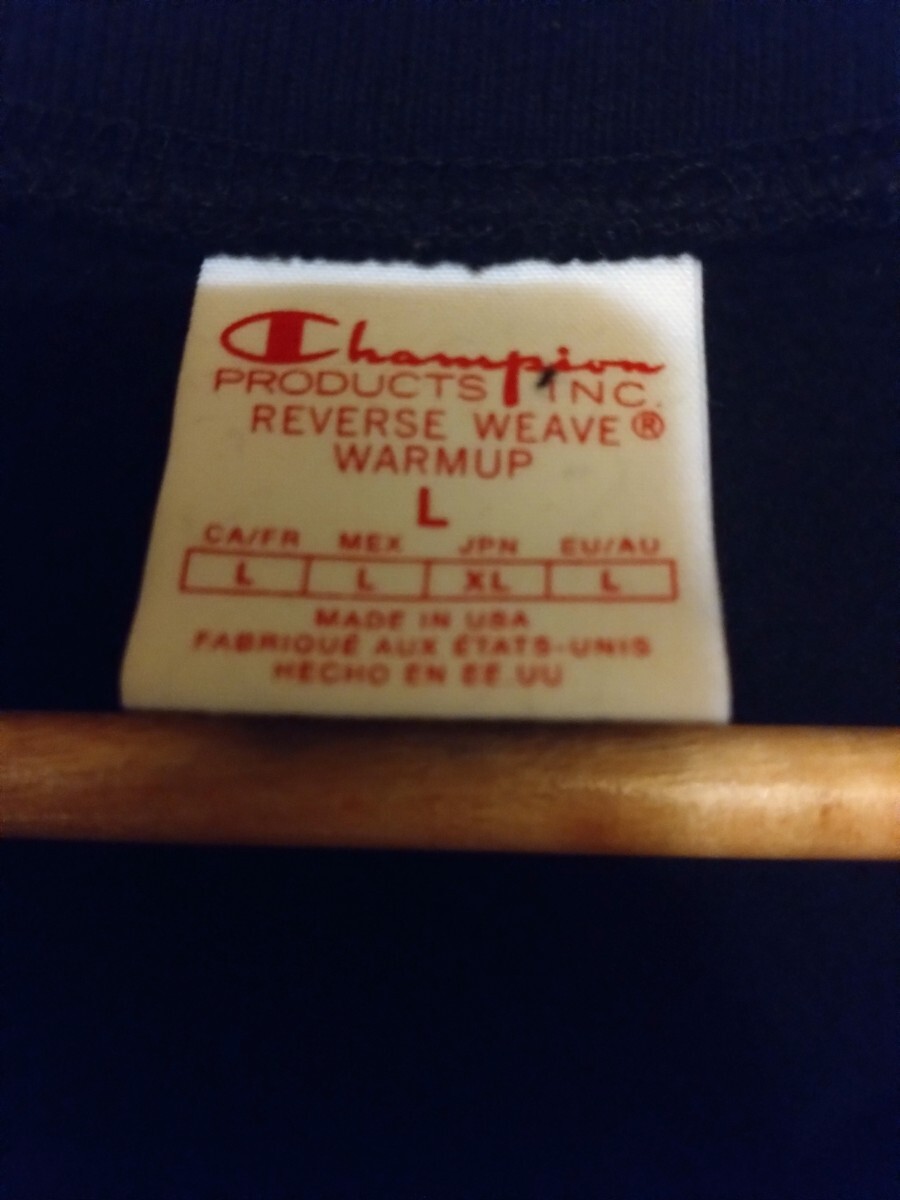 Champion
PRODUCTS INC.
REVERSE WEAVE®
WARMUP
L
CA/FR MEX JPN EU/AU
L L XL L
MADE IN USA
FABRIQUÉ AUX ÉTATS-UNIS
HECHO EN EE.UU